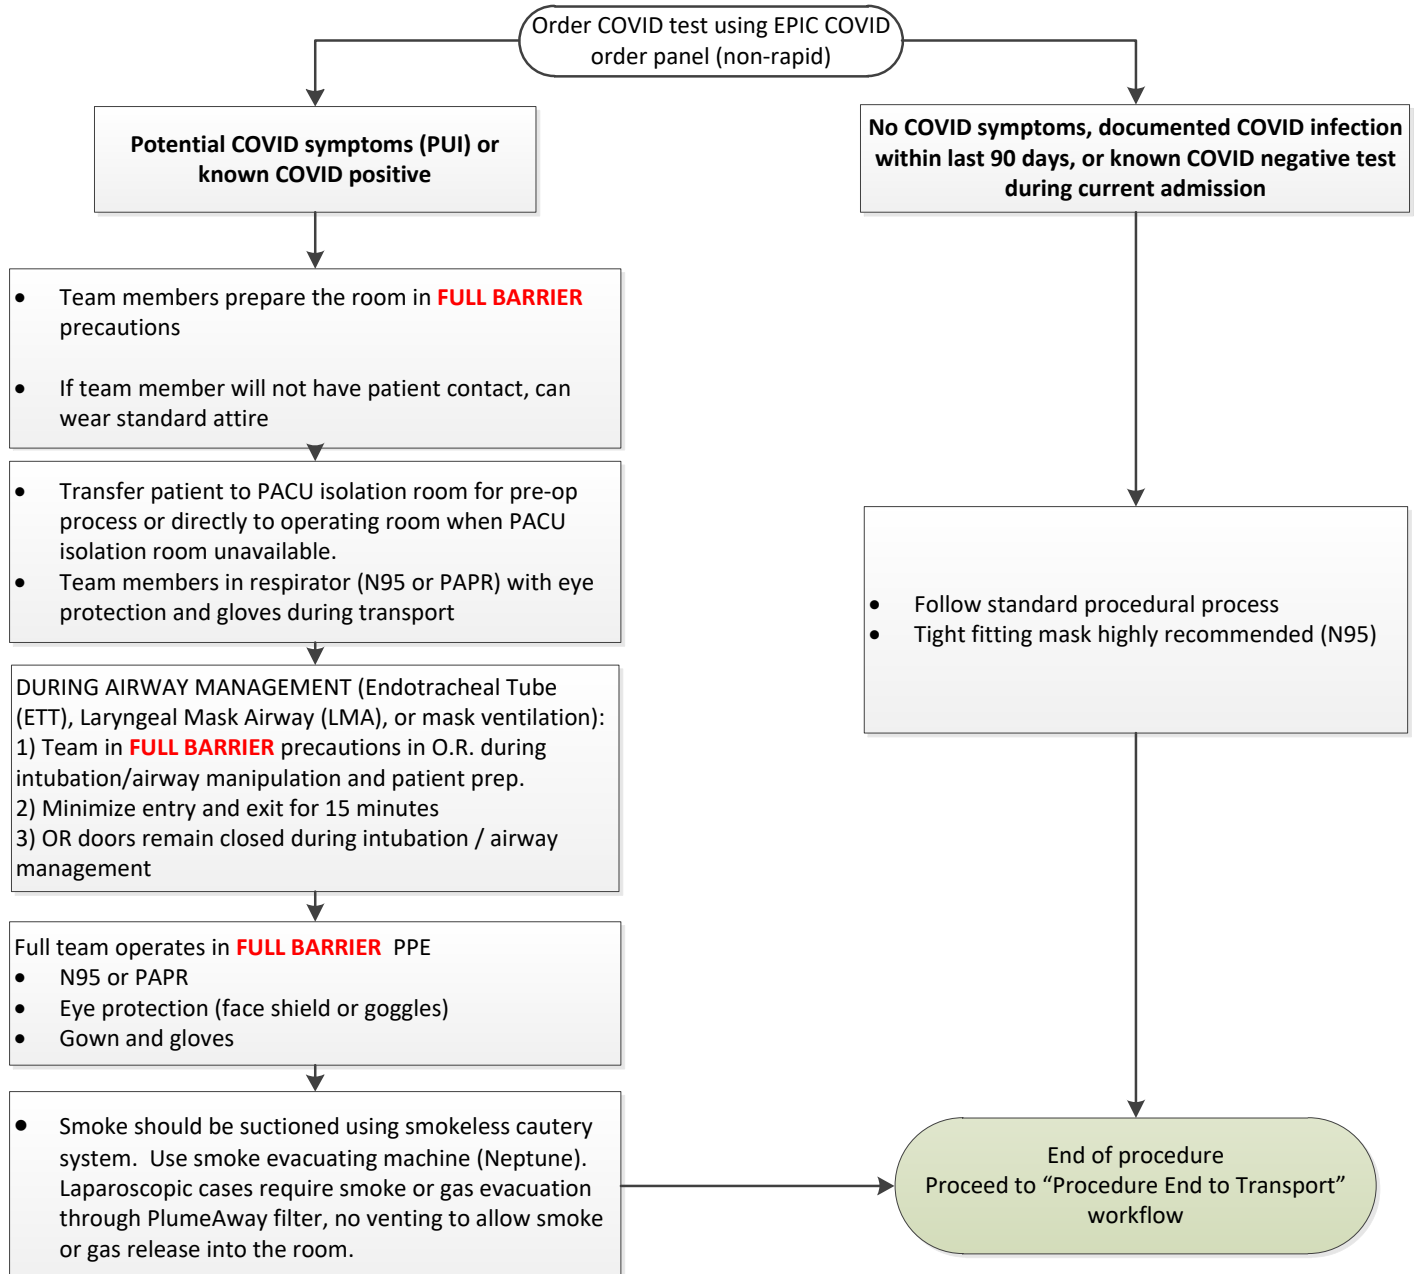 Order COVID test using EPIC COVID
order panel (non-rapid)
Potential COVID symptoms (PUI) or
known COVID positive
No COVID symptoms, documented COVID infection
within last 90 days, or known COVID negative test
during current admission
• Team members prepare the room in FULL BARRIER
precautions
• If team member will not have patient contact, can
wear standard attire
• Transfer patient to PACU isolation room for pre-op
process or directly to operating room when PACU
isolation room unavailable.
• Team members in respirator (N95 or PAPR) with eye
protection and gloves during transport
DURING AIRWAY MANAGEMENT (Endotracheal Tube
(ETT), Laryngeal Mask Airway (LMA), or mask ventilation):
1) Team in FULL BARRIER precautions in O.R. during
intubation/airway manipulation and patient prep.
2) Minimize entry and exit for 15 minutes
3) OR doors remain closed during intubation / airway
management
Full team operates in FULL BARRIER PPE
• N95 or PAPR
• Eye protection (face shield or goggles)
• Gown and gloves
• Smoke should be suctioned using smokeless cautery
system. Use smoke evacuating machine (Neptune).
Laparoscopic cases require smoke or gas evacuation
through PlumeAway filter, no venting to allow smoke
or gas release into the room.
• Follow standard procedural process
• Tight fitting mask highly recommended (N95)
End of procedure
Proceed to “Procedure End to Transport”
workflow